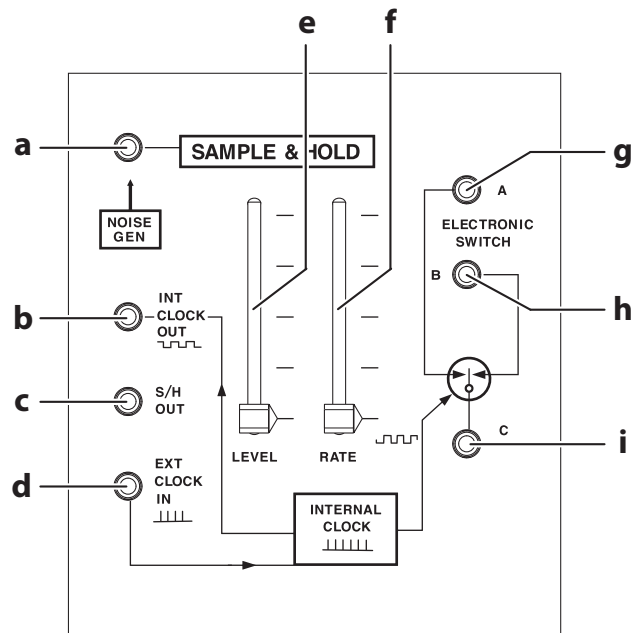 e
f
a
SAMPLE & HOLD
g
A
NOISE
GEN
ELECTRONIC
SWITCH
B
h
b
INT
CLOCK
OUT
c
S/H
OUT
C
i
LEVEL
RATE
d
EXT
CLOCK
IN
INTERNAL
CLOCK